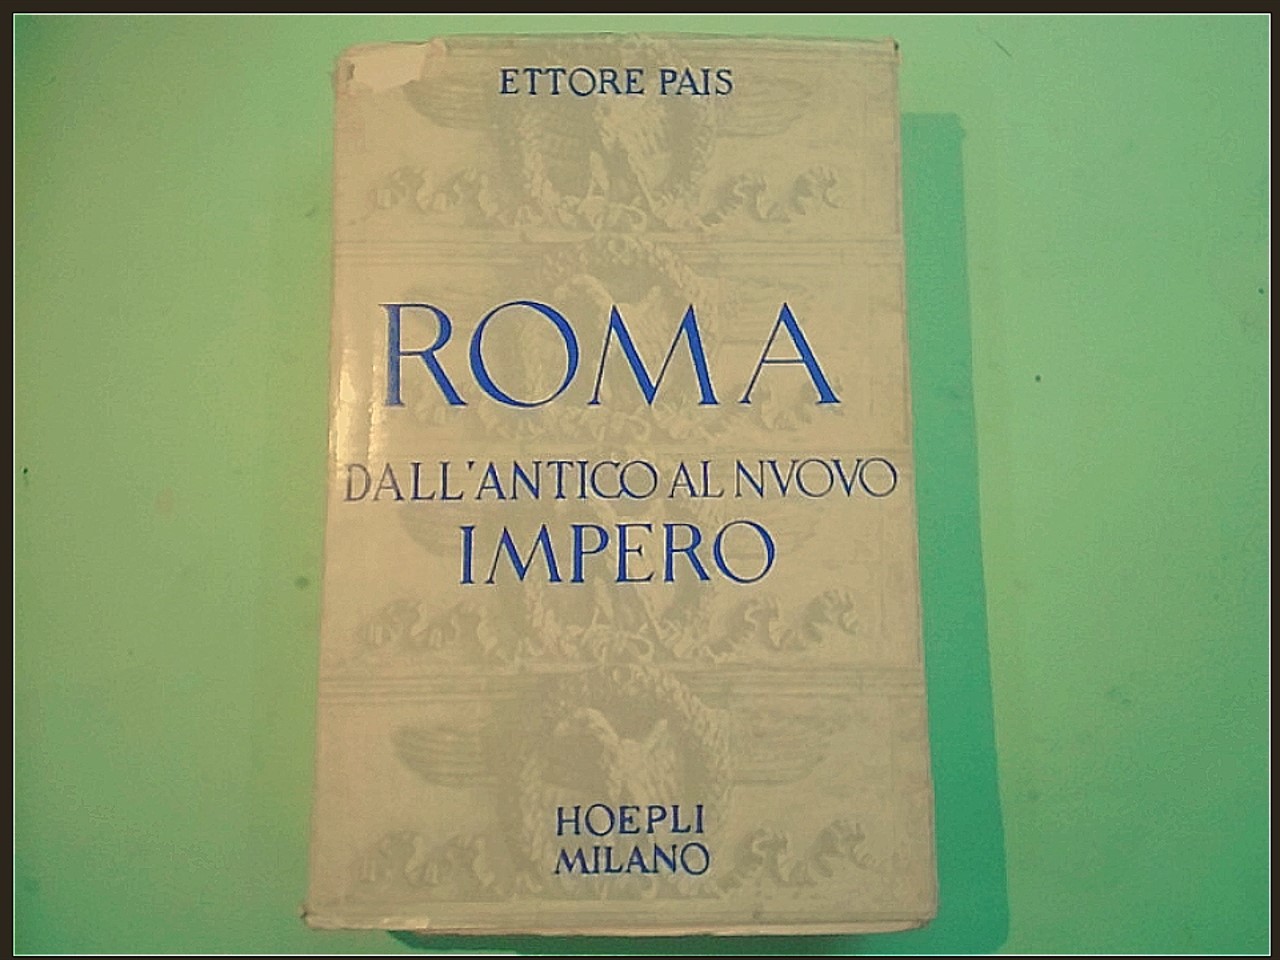 ETTORE PAIS
ROMA
DALL'ANTICO AL NVOVO
IMPERO
HOEPLI
MILANO